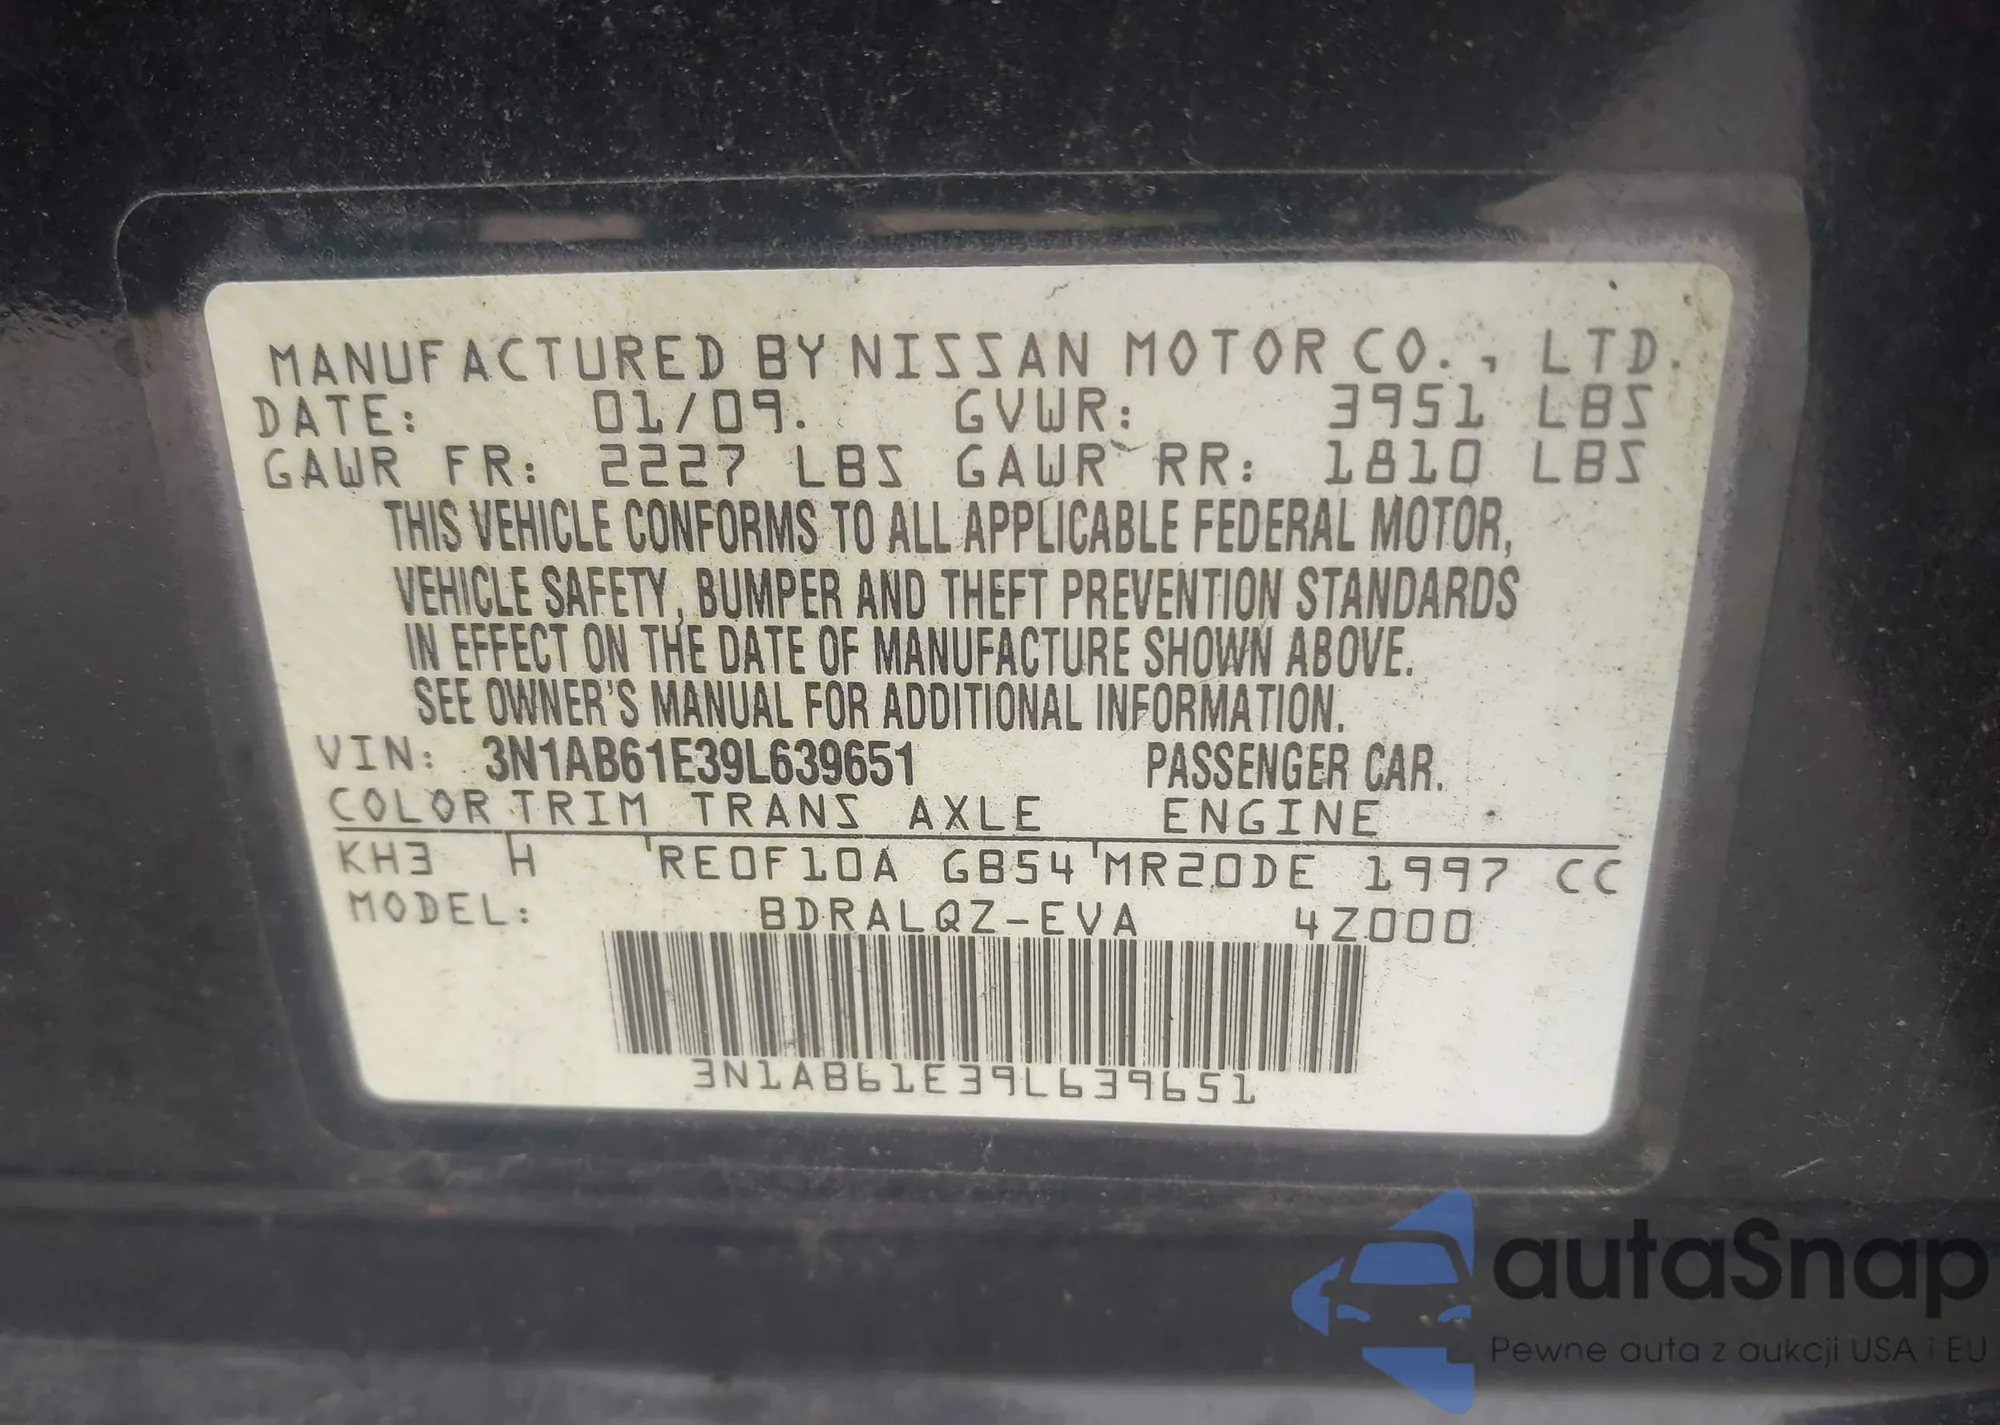 MANUFACTURED BY NISSAN MOTOR CO., LTD.
DATE: 01/09. GVWR: 3951 LBS
GAWR FR: 2227 LBS GAWR RR: 1810 LBS
THIS VEHICLE CONFORMS TO ALL APPLICABLE FEDERAL MOTOR,
VEHICLE SAFETY, BUMPER AND THEFT PREVENTION STANDARDS
IN EFFECT ON THE DATE OF MANUFACTURE SHOWN ABOVE.
SEE OWNER'S MANUAL FOR ADDITIONAL INFORMATION.
VIN: 3N1AB61E39L639651 PASSENGER CAR.
COLOR TRIM TRANS AXLE ENGINE
KH3 H RE0F10A GB54 MR20DE 1997 CC
MODEL: BDRALQZ-EVA 4Z000
3N1AB61E39L639651
autaSnap
Pewne auta z aukcji USA i EU